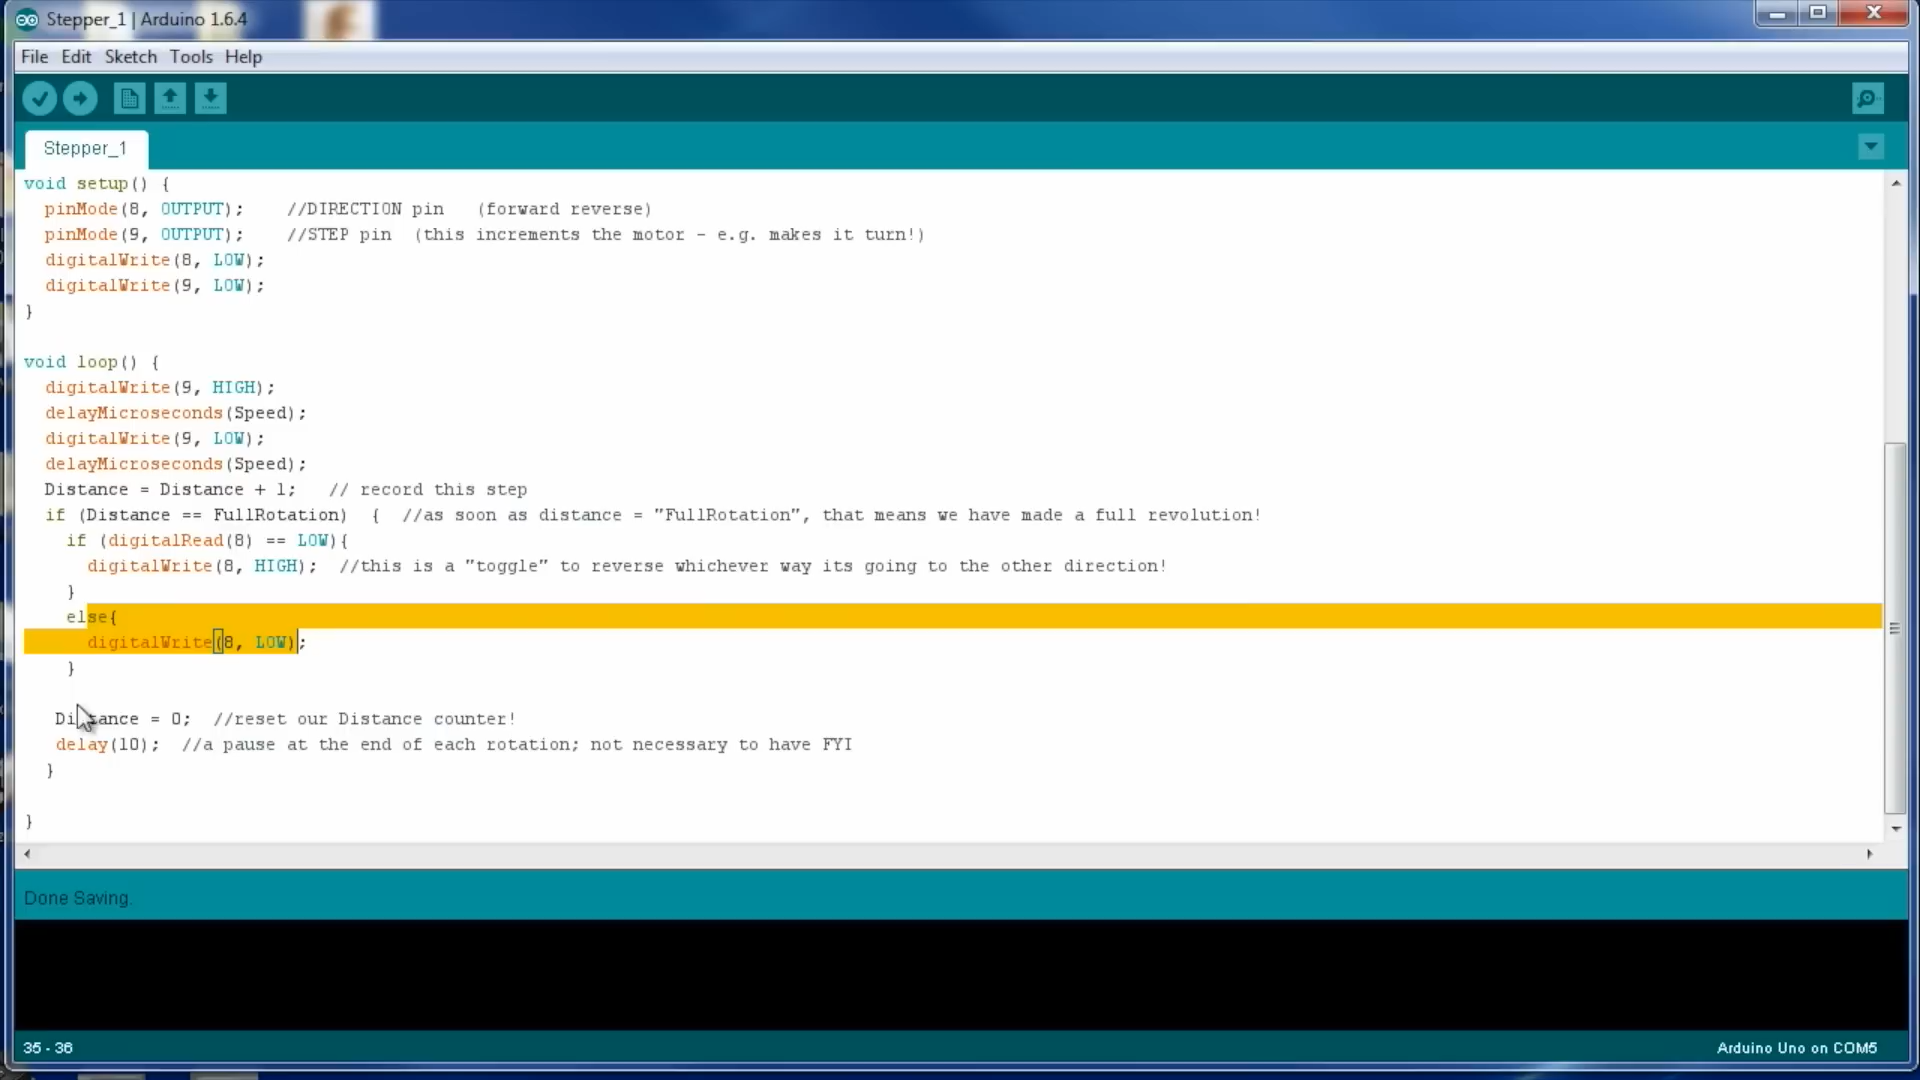 Stepper_1 | Arduino 1.6.4
File Edit Sketch Tools Help
Stepper_1
void setup() {
pinMode(8, OUTPUT);    //DIRECTION pin   (forward reverse)
pinMode(9, OUTPUT);    //STEP pin  (this increments the motor - e.g. makes it turn!)
digitalWrite(8, LOW);
digitalWrite(9, LOW);
}
void loop() {
digitalWrite(9, HIGH);
delayMicroseconds(Speed);
digitalWrite(9, LOW);
delayMicroseconds(Speed);
Distance = Distance + 1;   // record this step
if (Distance == FullRotation)  {  //as soon as distance = "FullRotation", that means we have made a full revolution!
if (digitalRead(8) == LOW){
digitalWrite(8, HIGH);  //this is a "toggle" to reverse whichever way its going to the other direction!
}
else{
digitalWrite(8, LOW);
}
Distance = 0;  //reset our Distance counter!
delay(10);  //a pause at the end of each rotation; not necessary to have FYI
}
}
Done Saving.
35 - 36
Arduino Uno on COM5